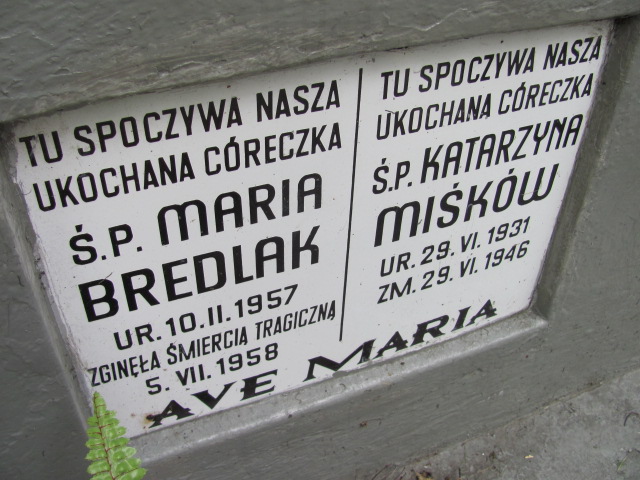 TU SPOCZYWA NASZA
UKOCHANA CÓRECZKA
Ś.P. MARIA
BREDLAK
UR. 10. II. 1957
ZGINĘŁA ŚMIERCIĄ TRAGICZNĄ
5. VII. 1958
TU SPOCZYWA NASZA
UKOCHANA CÓRECZKA
Ś.P. KATARZYNA
MIŚKÓW
UR. 29. VI. 1931
ZM. 29. VI. 1946
AVE MARIA